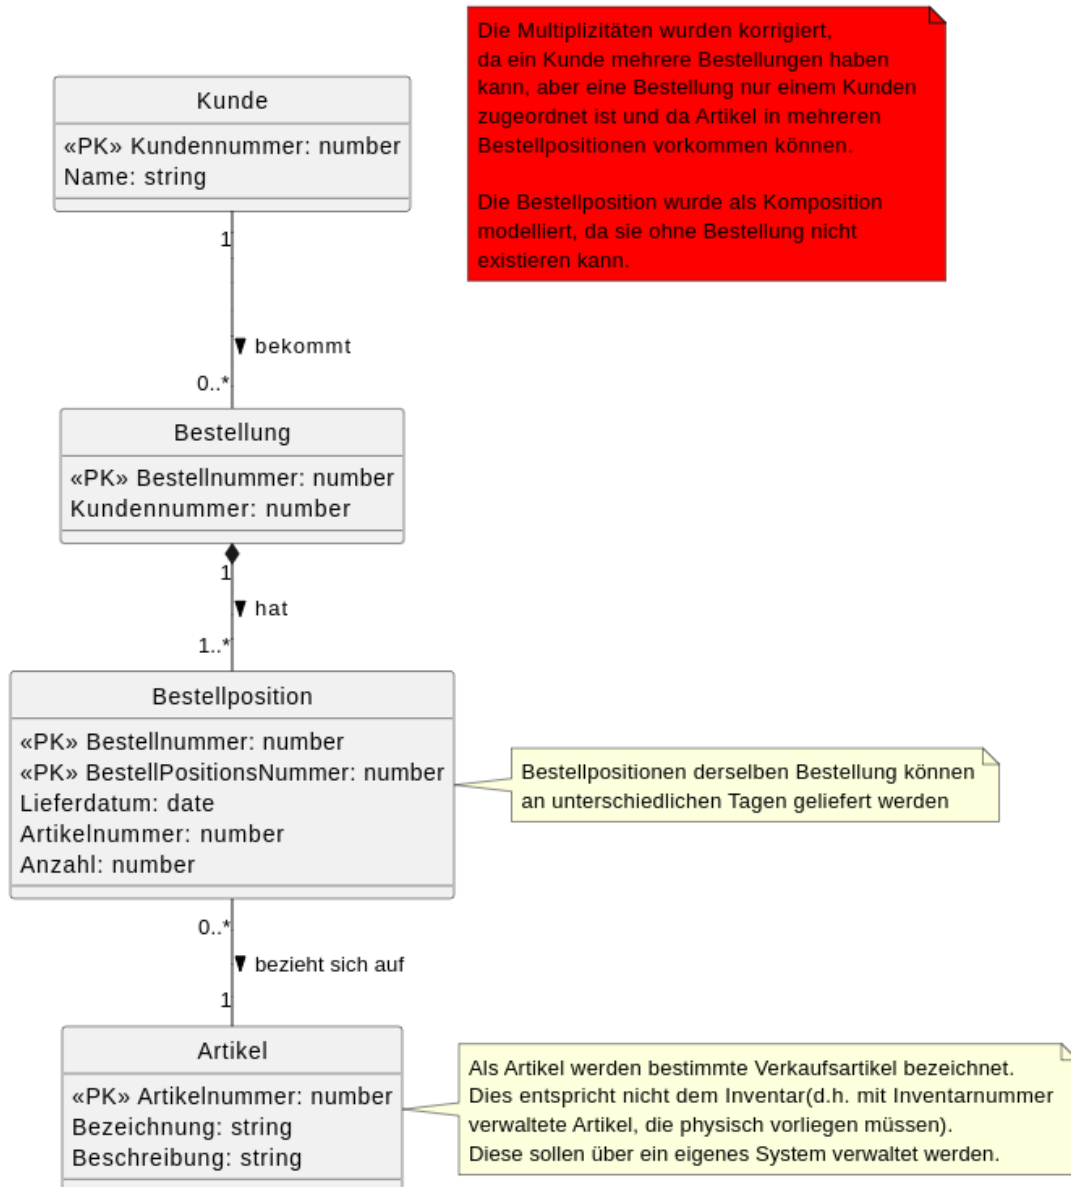 Die Multiplizitäten wurden korrigiert,
da ein Kunde mehrere Bestellungen haben
kann, aber eine Bestellung nur einem Kunden
zugeordnet ist und da Artikel in mehreren
Bestellpositionen vorkommen können.
Die Bestellposition wurde als Komposition
modelliert, da sie ohne Bestellung nicht
existieren kann.
Kunde
«PK» Kundennummer: number
Name: string
1
bekommt
0..*
Bestellung
«PK» Bestellnummer: number
Kundennummer: number
1
hat
1..*
Bestellposition
«PK» Bestellnummer: number
«PK» BestellPositionsNummer: number
Lieferdatum: date
Artikelnummer: number
Anzahl: number
Bestellpositionen derselben Bestellung können
an unterschiedlichen Tagen geliefert werden
0..*
bezieht sich auf
1
Artikel
«PK» Artikelnummer: number
Bezeichnung: string
Beschreibung: string
Als Artikel werden bestimmte Verkaufsartikel bezeichnet.
Dies entspricht nicht dem Inventar(d.h. mit Inventarnummer
verwaltete Artikel, die physisch vorliegen müssen).
Diese sollen über ein eigenes System verwaltet werden.